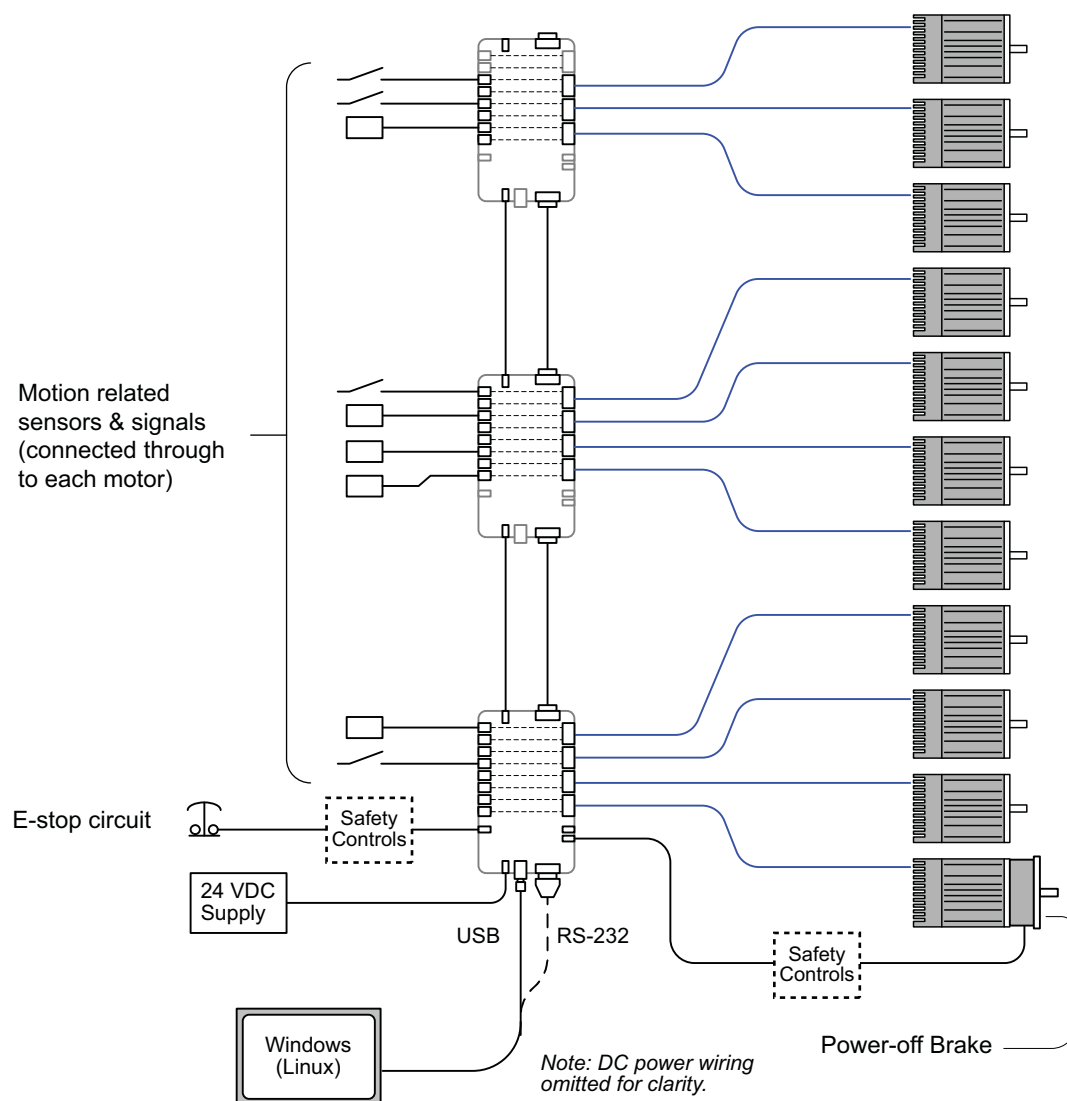 Motion related
sensors & signals
(connected through
to each motor)
E-stop circuit
Safety
Controls
24 VDC
Supply
USB
RS-232
Safety
Controls
Windows
(Linux)
Note: DC power wiring
omitted for clarity.
Power-off Brake